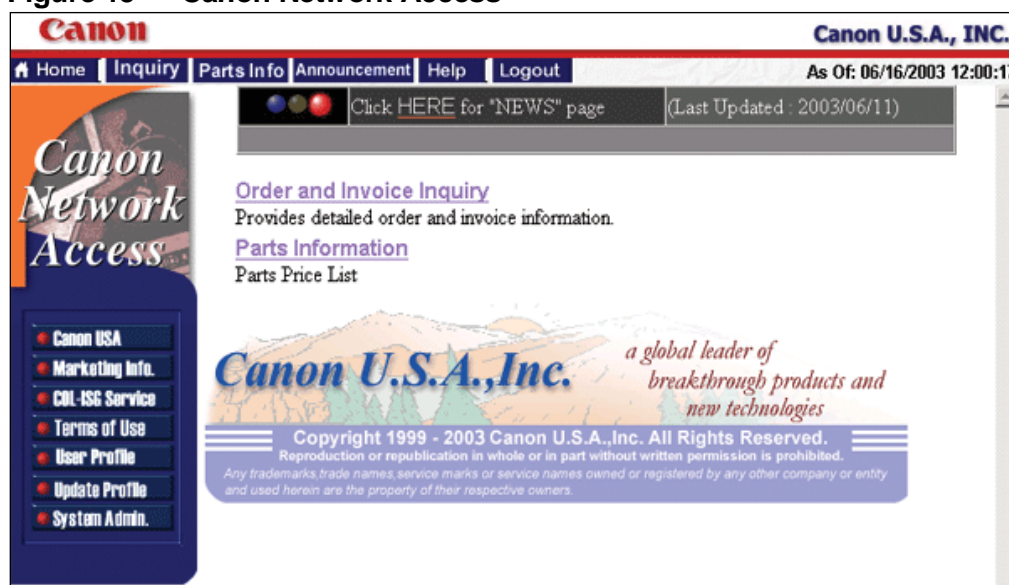 Canon Network Access
Canon
Canon U.S.A., INC.
Home Inquiry Parts Info Announcement Help Logout
As Of: 06/16/2003 12:00:17
Click HERE for "NEWS" page
(Last Updated : 2003/06/11)
Canon
Network
Access
Order and Invoice Inquiry
Provides detailed order and invoice information.
Parts Information
Parts Price List
Canon USA
Marketing Info.
CDL-ISG Service
Terms of Use
User Profile
Update Profile
System Admin.
Canon U.S.A.,Inc.
a global leader of
breakthrough products and
new technologies
Copyright 1999 - 2003 Canon U.S.A.,Inc. All Rights Reserved.
Reproduction or republication in whole or in part without written permission is prohibited.
Any trademarks,trade names,service marks or service names owned or registered by any other company or entity
and used herein are the property of their respective owners.